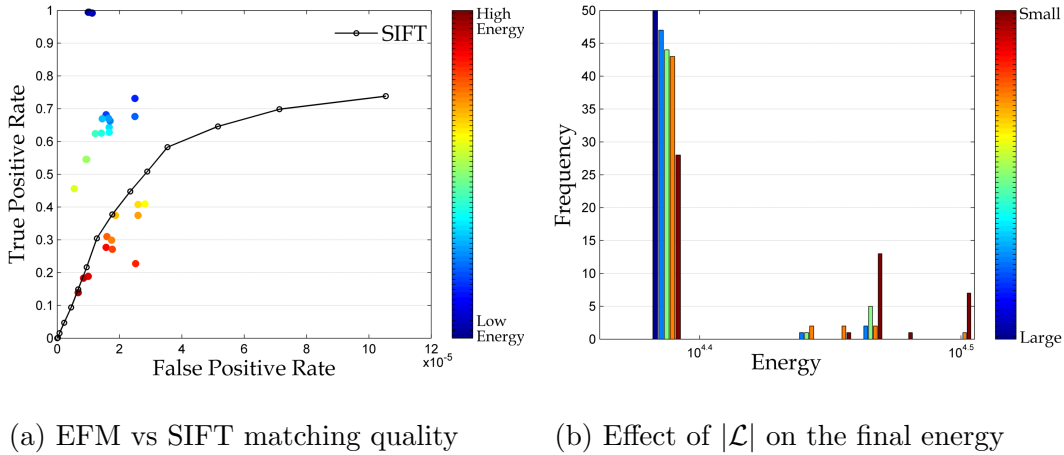 1
0.9
0.8
0.7
0.6
0.5
0.4
0.3
0.2
0.1
0
True Positive Rate
0 2 4 6 8 10 12
x10⁻⁵
False Positive Rate
SIFT
High
Energy
Low
Energy
50
45
40
35
30
25
20
15
10
5
0
Frequency
10^4.4 10^4.5
Energy
Small
Large
(a) EFM vs SIFT matching quality
(b) Effect of |𝓛| on the final energy